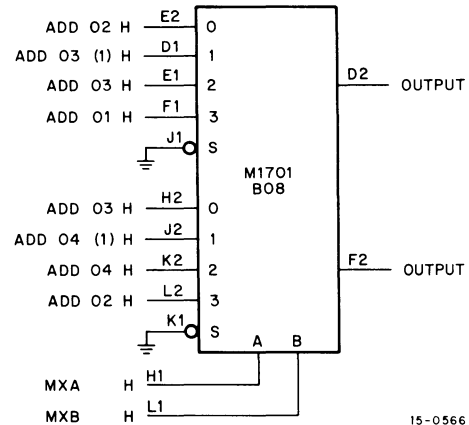 ADD 02 H E2 0
ADD 03 (1) H D1 1
ADD 03 H E1 2 D2 OUTPUT
ADD 01 H F1 3
J1 S
M1701
B08
ADD 03 H H2 0
ADD 04 (1) H J2 1
ADD 04 H K2 2 F2 OUTPUT
ADD 02 H L2 3
K1 S
A B
MXA H H1
MXB H L1
15-0566